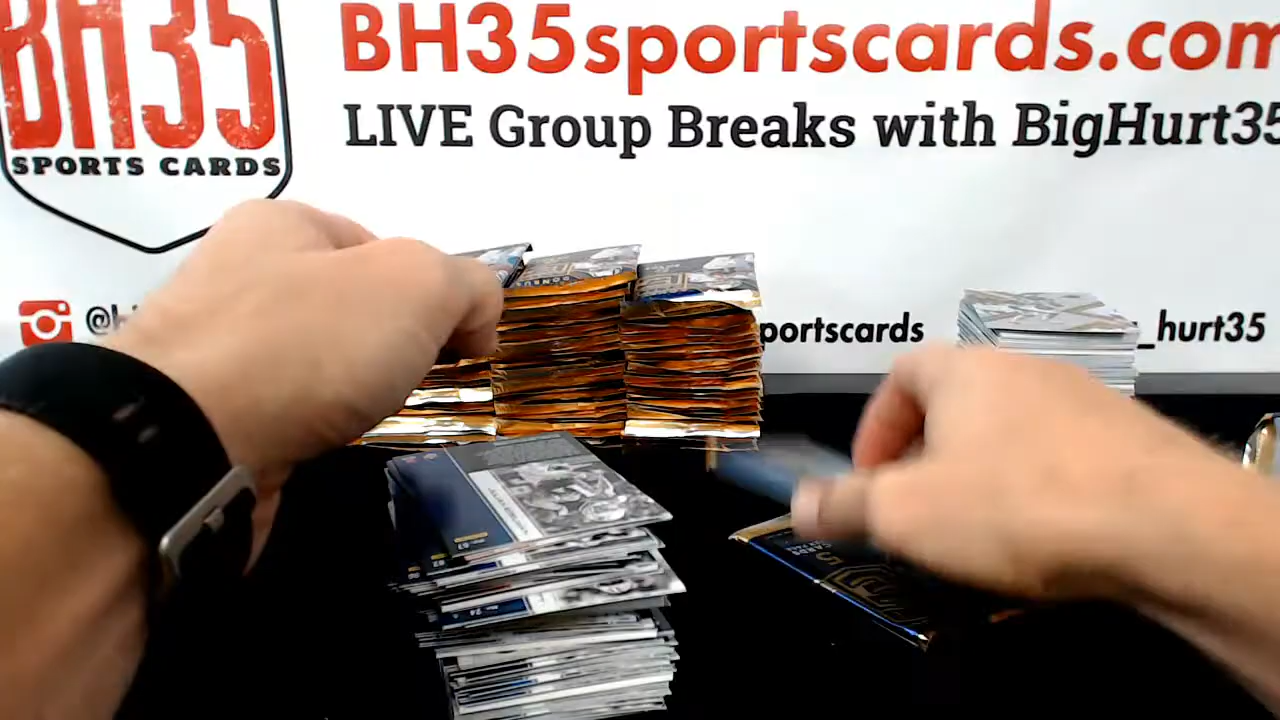 BH35
SPORTS CARDS
BH35sportscards.com
LIVE Group Breaks with BigHurt35
sportscards
_hurt35